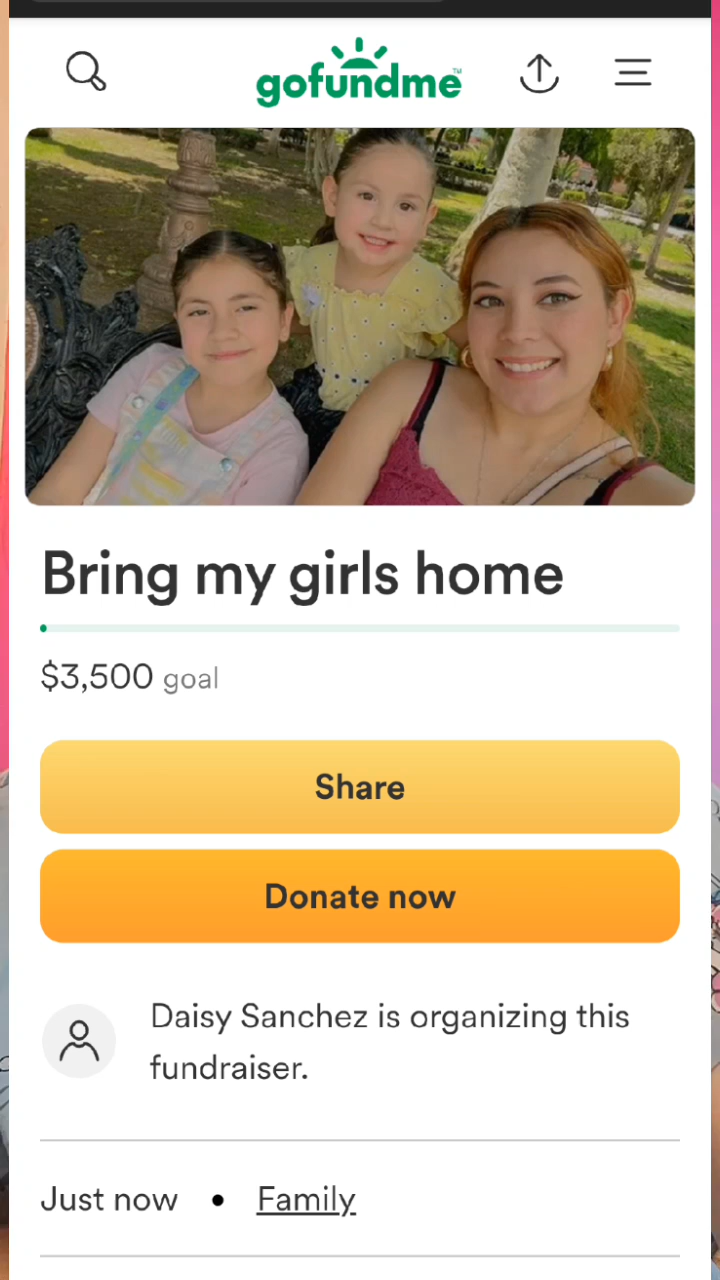 gofundme™
Bring my girls home
$3,500 goal
Share
Donate now
Daisy Sanchez is organizing this
fundraiser.
Just now • Family